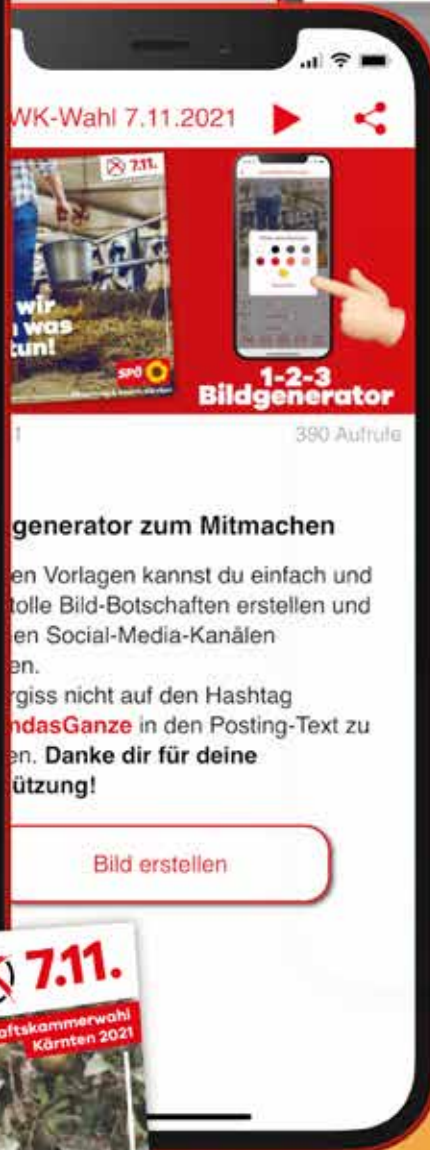 WK-Wahl 7.11.2021
7.11.
wir
was
tun!
SPÖ
1-2-3
Bildgenerator
1
390 Aufrufe
generator zum Mitmachen
en Vorlagen kannst du einfach und
tolle Bild-Botschaften erstellen und
en Social-Media-Kanälen
en.
rgiss nicht auf den Hashtag
ndasGanze in den Posting-Text zu
en. Danke dir für deine
ützung!
Bild erstellen
7.11.
aftskammerwahl
Kärnten 2021